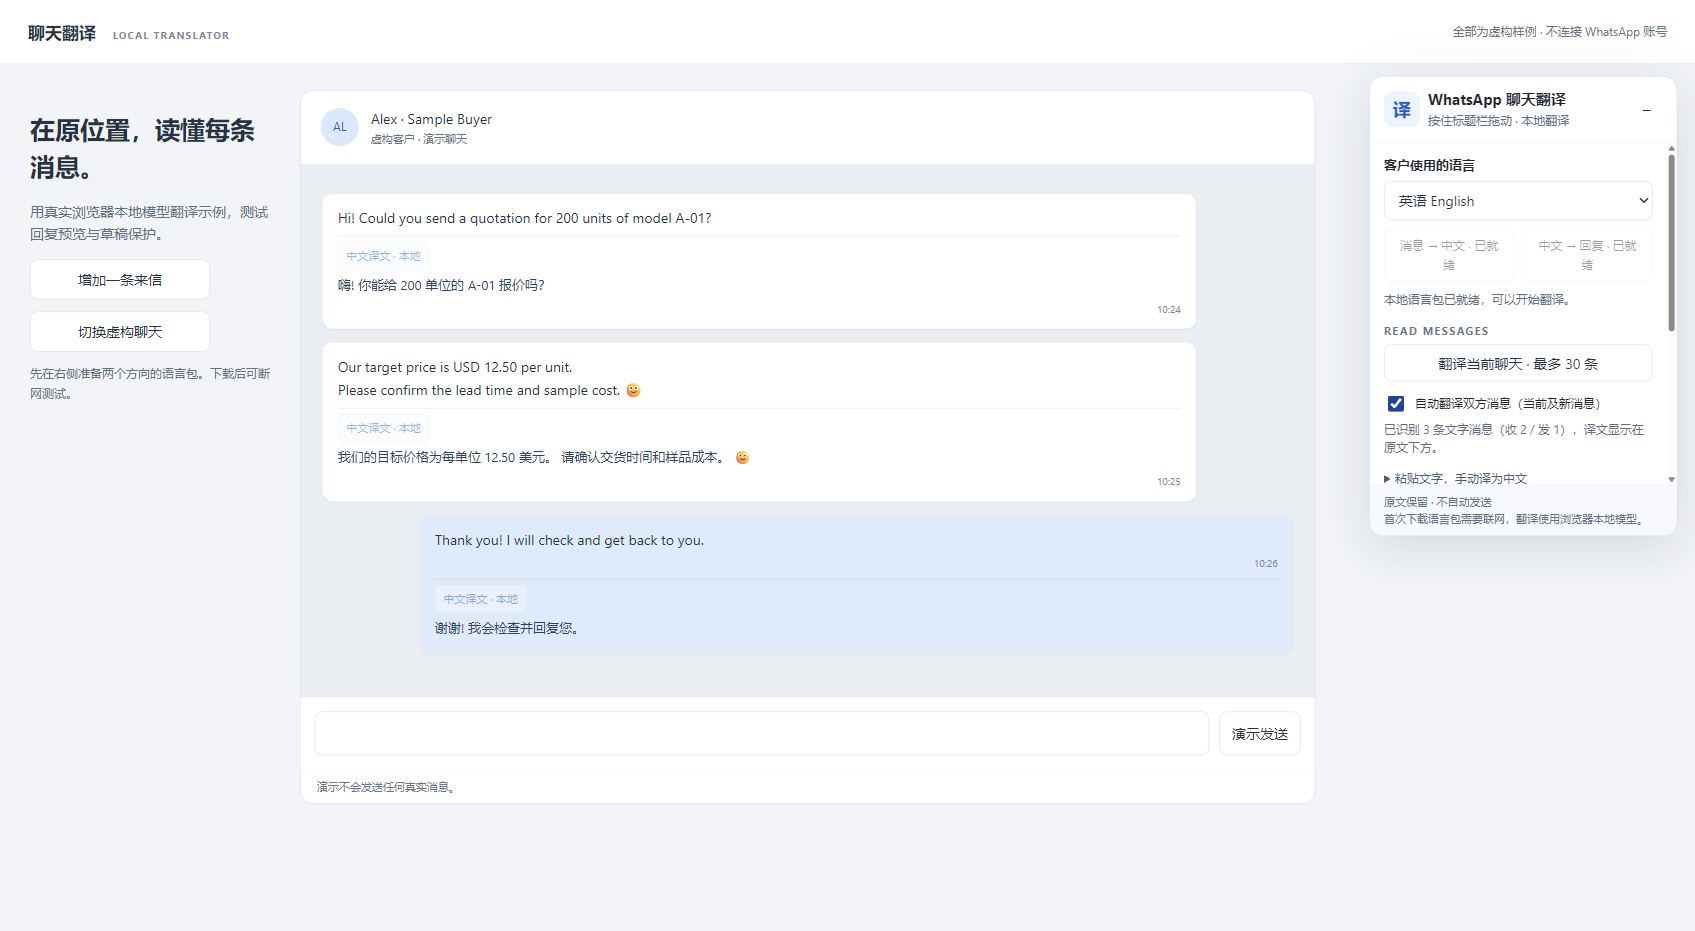 聊天翻译 LOCAL TRANSLATOR
全部为虚构样例 · 不连接 WhatsApp 账号
在原位置，读懂每条
消息。
用真实浏览器本地模型翻译示例，测试
回复预览与草稿保护。
增加一条来信
切换虚构聊天
先在右侧准备两个方向的语言包。下载后可断
网测试。
AL
Alex · Sample Buyer
虚构客户 · 演示聊天
Hi! Could you send a quotation for 200 units of model A-01?
中文译文 · 本地
嗨! 你能给 200 单位的 A-01 报价吗?
10:24
Our target price is USD 12.50 per unit.
Please confirm the lead time and sample cost. 🙂
中文译文 · 本地
我们的目标价格为每单位 12.50 美元。 请确认交货时间和样品成本。 🙂
10:25
Thank you! I will check and get back to you.
10:26
中文译文 · 本地
谢谢! 我会检查并回复您。
演示发送
演示不会发送任何真实消息。
译
WhatsApp 聊天翻译
按住标题栏拖动 · 本地翻译
−
客户使用的语言
英语 English
消息 → 中文 · 已就
绪
中文 → 回复 · 已就
绪
本地语言包已就绪，可以开始翻译。
READ MESSAGES
翻译当前聊天 · 最多 30 条
自动翻译双方消息（当前及新消息）
已识别 3 条文字消息（收 2 / 发 1），译文显示在
原文下方。
粘贴文字，手动译为中文
原文保留 · 不自动发送
首次下载语言包需要联网，翻译使用浏览器本地模型。